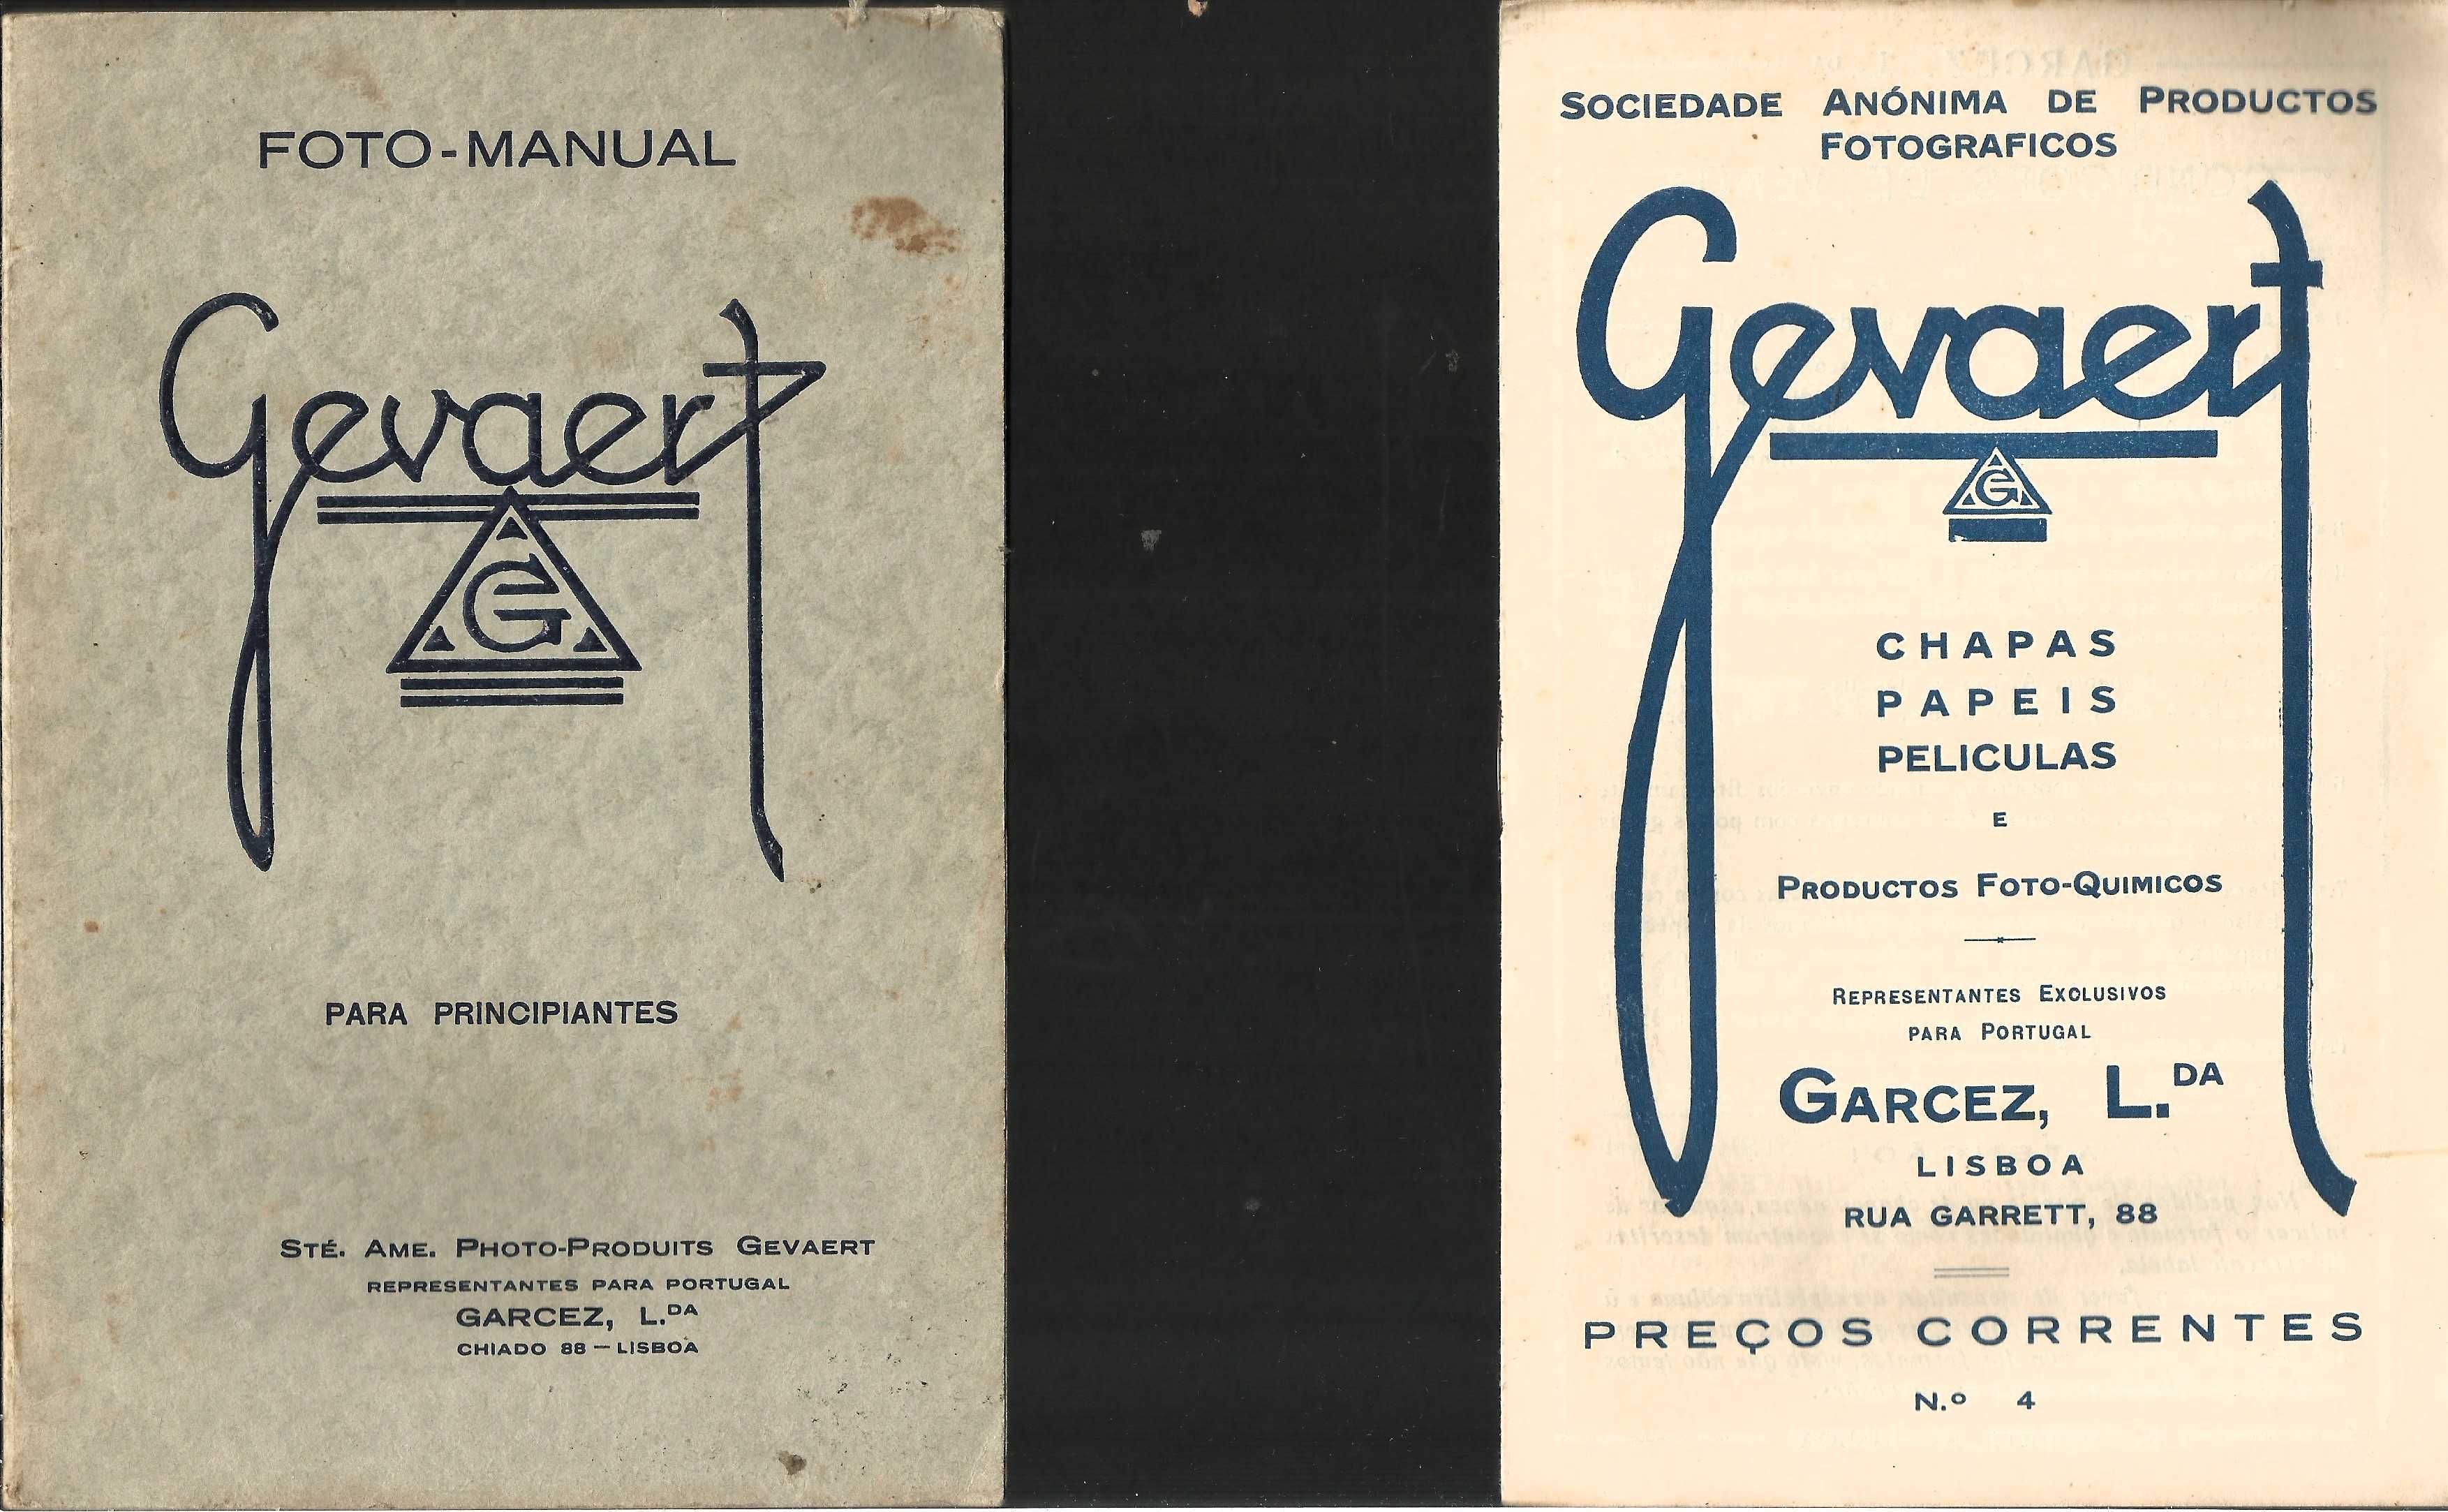 FOTO-MANUAL
Gevaert
G
PARA PRINCIPIANTES
STÉ. AME. PHOTO-PRODUITS GEVAERT
REPRESENTANTES PARA PORTUGAL
GARCEZ, L.DA
CHIADO 88 — LISBOA
SOCIEDADE ANÓNIMA DE PRODUCTOS
FOTOGRAFICOS
Gevaert
G
CHAPAS
PAPEIS
PELICULAS
E
PRODUCTOS FOTO-QUIMICOS
REPRESENTANTES EXCLUSIVOS
PARA PORTUGAL
GARCEZ, L.DA
LISBOA
RUA GARRETT, 88
PREÇOS CORRENTES
N.º 4